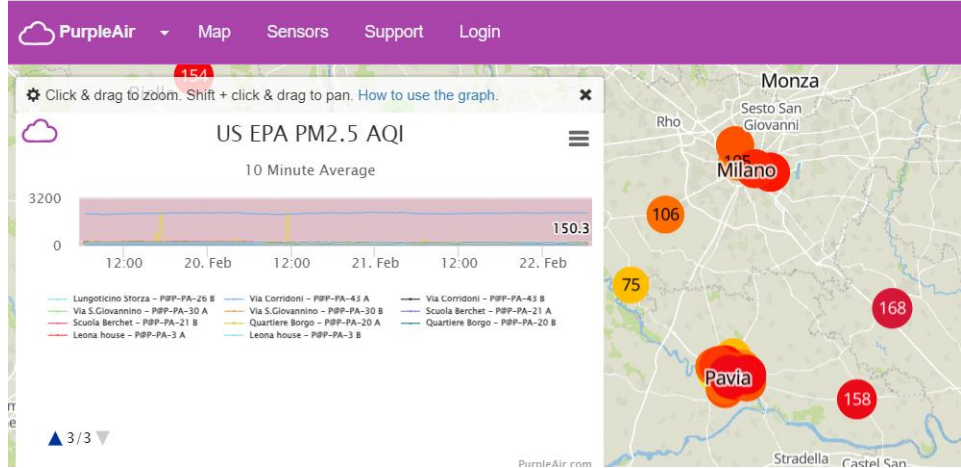 PurpleAir Map Sensors Support Login
154
Click & drag to zoom. Shift + click & drag to pan. How to use the graph.
US EPA PM2.5 AQI
10 Minute Average
3200
150.3
0
12:00 20. Feb 12:00 21. Feb 12:00 22. Feb
Lungoticino Sforza – P@P-PA-26 B Via Corridoni – P@P-PA-43 A Via Corridoni – P@P-PA-43 B
Via S.Giovannino – P@P-PA-30 A Via S.Giovannino – P@P-PA-30 B Scuola Berchet – P@P-PA-21 A
Scuola Berchet – P@P-PA-21 B Quartiere Borgo – P@P-PA-20 A Quartiere Borgo – P@P-PA-20 B
Leona house – P@P-PA-3 A Leona house – P@P-PA-3 B
3/3
PurpleAir.com
Monza
Sesto San
Giovanni
Rho
Milano
106
75
168
Pavia
158
Stradella
Castel San